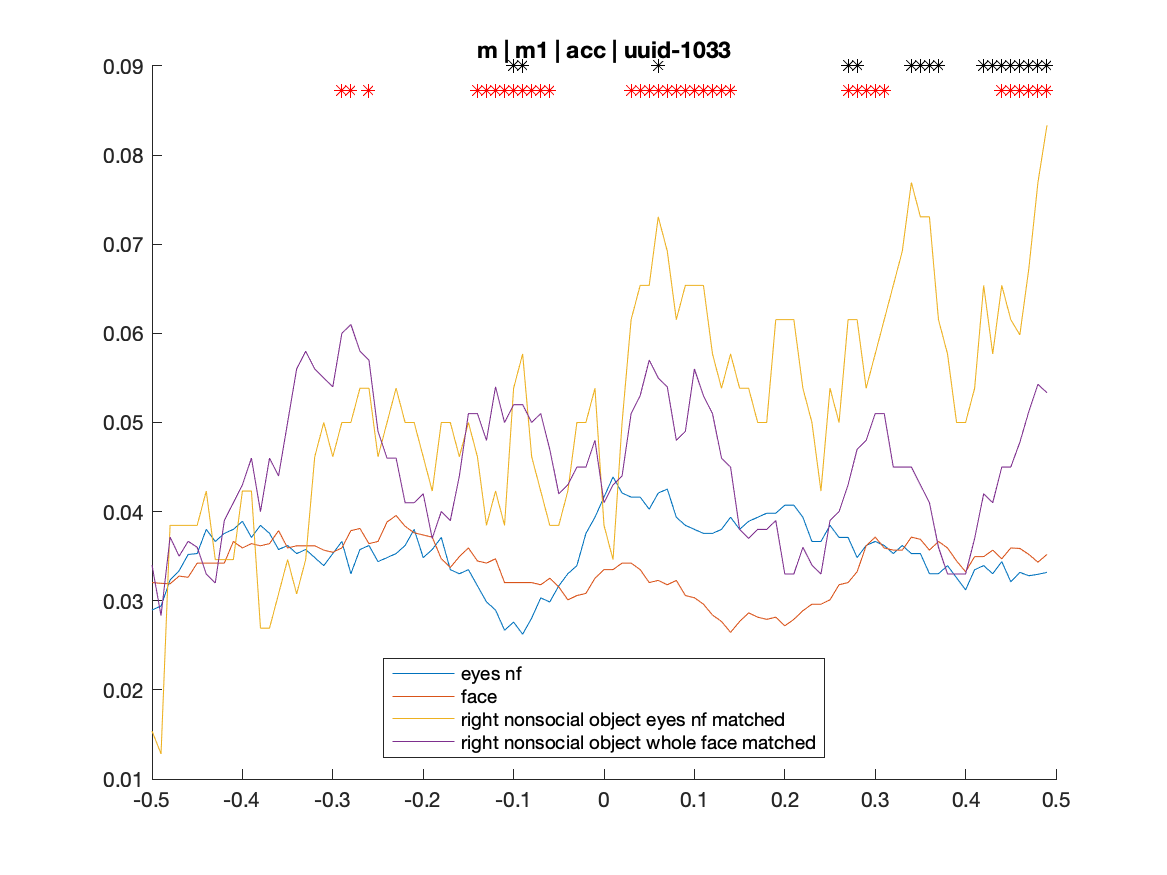 m | m1 | acc | uuid-1033
0.09
0.08
0.07
0.06
0.05
0.04
0.03
0.02
0.01
eyes nf
face
right nonsocial object eyes nf matched
right nonsocial object whole face matched
-0.5 -0.4 -0.3 -0.2 -0.1 0 0.1 0.2 0.3 0.4 0.5